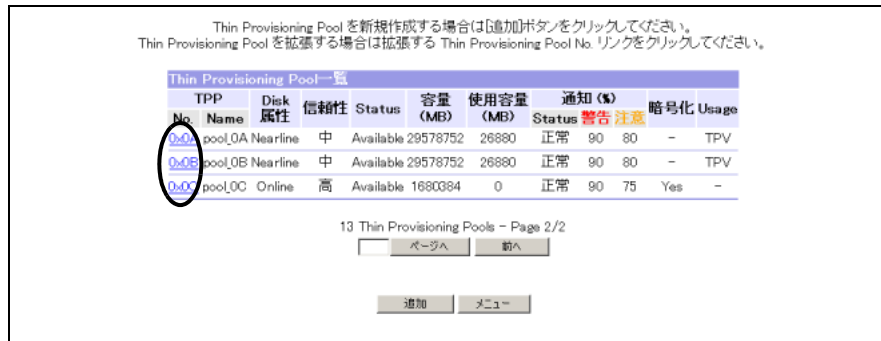 Thin Provisioning Pool を新規作成する場合は[追加]ボタンをクリックしてください。
Thin Provisioning Pool を拡張する場合は拡張する Thin Provisioning Pool No. リンクをクリックしてください。
Thin Provisioning Pool一覧
TPP Disk属性 信頼性 Status 容量(MB) 使用容量(MB) 通知 (%) 暗号化 Usage
No. Name Status 警告 注意
0x0A pool_0A Nearline 中 Available 29578752 26880 正常 90 80 - TPV
0x0B pool_0B Nearline 中 Available 29578752 26880 正常 90 80 - TPV
0x0C pool_0C Online 高 Available 1680384 0 正常 90 75 Yes -
13 Thin Provisioning Pools - Page 2/2
ページへ 前へ
追加 メニュー